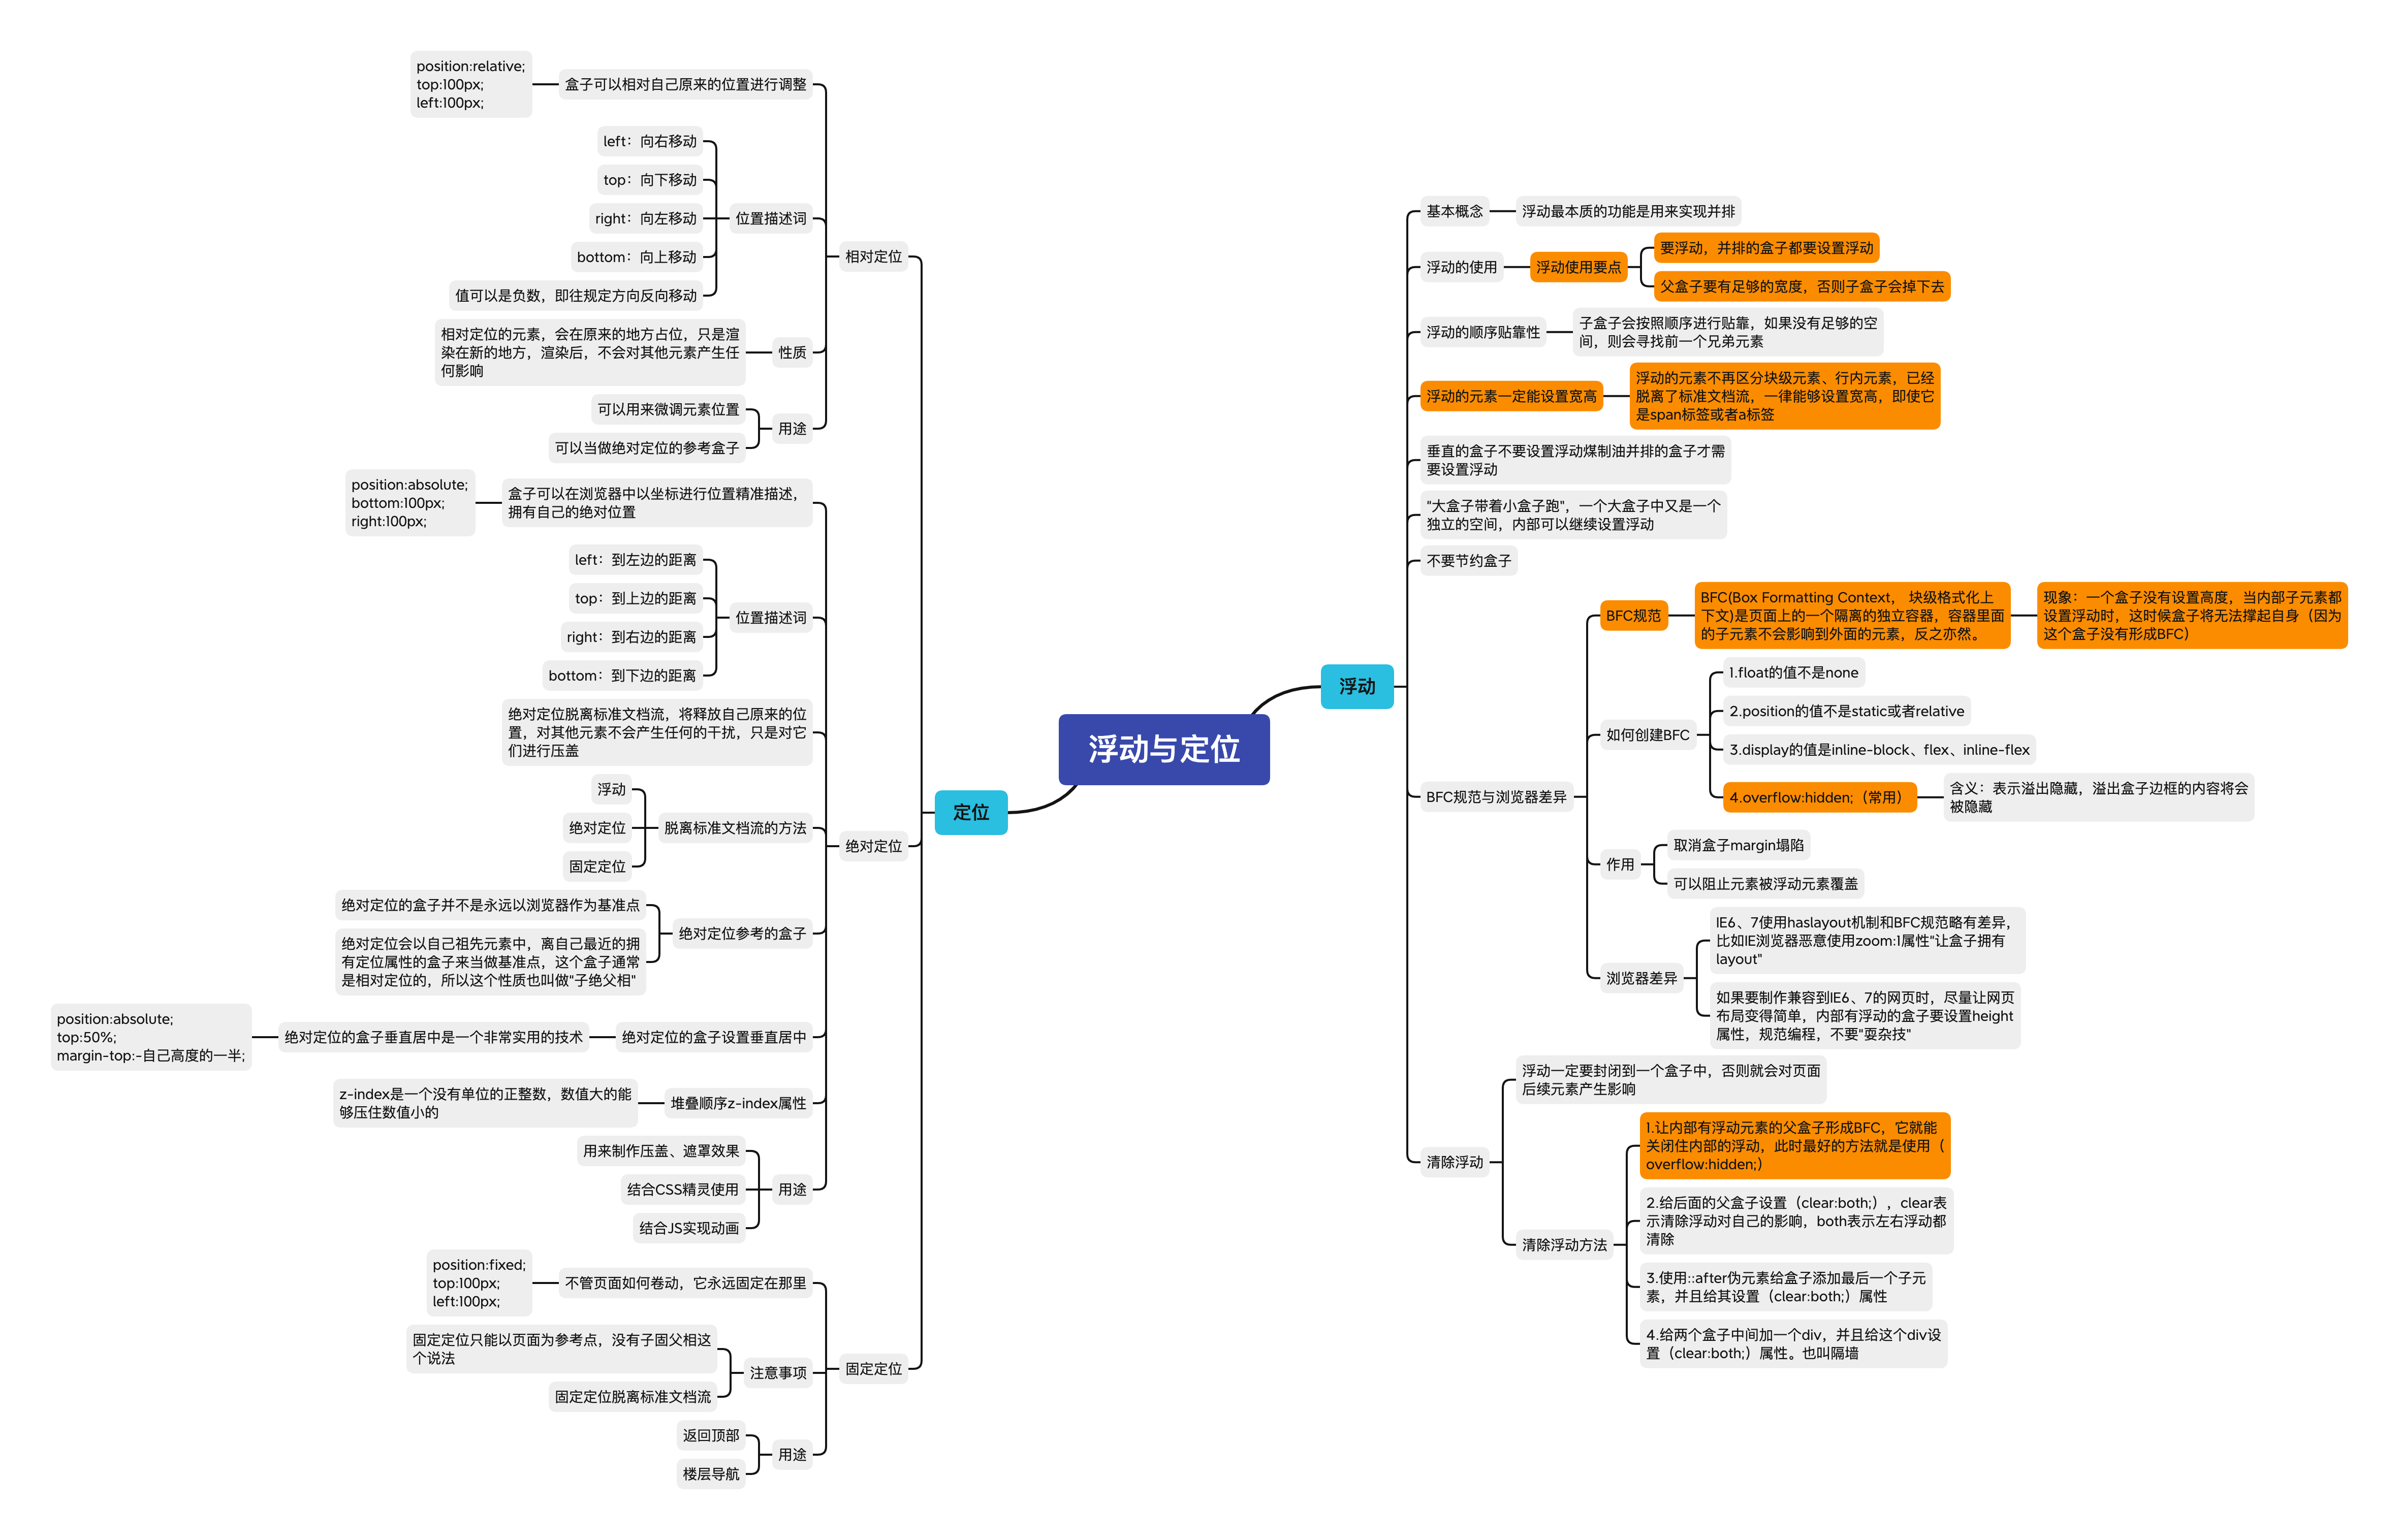 浮动与定位
浮动
基本概念
浮动最本质的功能是用来实现并排
浮动的使用
浮动使用要点
要浮动，并排的盒子都要设置浮动
父盒子要有足够的宽度，否则子盒子会掉下去
浮动的顺序贴靠性
子盒子会按照顺序进行贴靠，如果没有足够的空
间，则会寻找前一个兄弟元素
浮动的元素一定能设置宽高
浮动的元素不再区分块级元素、行内元素，已经
脱离了标准文档流，一律能够设置宽高，即使它
是span标签或者a标签
垂直的盒子不要设置浮动煤制油并排的盒子才需
要设置浮动
"大盒子带着小盒子跑"，一个大盒子中又是一个
独立的空间，内部可以继续设置浮动
不要节约盒子
BFC规范与浏览器差异
BFC规范
BFC(Box Formatting Context， 块级格式化上
下文)是页面上的一个隔离的独立容器，容器里面
的子元素不会影响到外面的元素，反之亦然。
现象：一个盒子没有设置高度，当内部子元素都
设置浮动时，这时候盒子将无法撑起自身（因为
这个盒子没有形成BFC）
如何创建BFC
1.float的值不是none
2.position的值不是static或者relative
3.display的值是inline-block、flex、inline-flex
4.overflow:hidden;（常用）
含义：表示溢出隐藏，溢出盒子边框的内容将会
被隐藏
作用
取消盒子margin塌陷
可以阻止元素被浮动元素覆盖
浏览器差异
IE6、7使用haslayout机制和BFC规范略有差异，
比如IE浏览器恶意使用zoom:1属性"让盒子拥有
layout"
如果要制作兼容到IE6、7的网页时，尽量让网页
布局变得简单，内部有浮动的盒子要设置height
属性，规范编程，不要"耍杂技"
清除浮动
浮动一定要封闭到一个盒子中，否则就会对页面
后续元素产生影响
清除浮动方法
1.让内部有浮动元素的父盒子形成BFC，它就能
关闭住内部的浮动，此时最好的方法就是使用（
overflow:hidden;）
2.给后面的父盒子设置（clear:both;），clear表
示清除浮动对自己的影响，both表示左右浮动都
清除
3.使用::after伪元素给盒子添加最后一个子元
素，并且给其设置（clear:both;）属性
4.给两个盒子中间加一个div，并且给这个div设
置（clear:both;）属性。也叫隔墙
定位
相对定位
盒子可以相对自己原来的位置进行调整
position:relative;
top:100px;
left:100px;
位置描述词
left：向右移动
top：向下移动
right：向左移动
bottom：向上移动
值可以是负数，即往规定方向反向移动
性质
相对定位的元素，会在原来的地方占位，只是渲
染在新的地方，渲染后，不会对其他元素产生任
何影响
用途
可以用来微调元素位置
可以当做绝对定位的参考盒子
绝对定位
盒子可以在浏览器中以坐标进行位置精准描述，
拥有自己的绝对位置
position:absolute;
bottom:100px;
right:100px;
位置描述词
left：到左边的距离
top：到上边的距离
right：到右边的距离
bottom：到下边的距离
绝对定位脱离标准文档流，将释放自己原来的位
置，对其他元素不会产生任何的干扰，只是对它
们进行压盖
脱离标准文档流的方法
浮动
绝对定位
固定定位
绝对定位参考的盒子
绝对定位的盒子并不是永远以浏览器作为基准点
绝对定位会以自己祖先元素中，离自己最近的拥
有定位属性的盒子来当做基准点，这个盒子通常
是相对定位的，所以这个性质也叫做"子绝父相"
绝对定位的盒子设置垂直居中
绝对定位的盒子垂直居中是一个非常实用的技术
position:absolute;
top:50%;
margin-top:-自己高度的一半;
堆叠顺序z-index属性
z-index是一个没有单位的正整数，数值大的能
够压住数值小的
用途
用来制作压盖、遮罩效果
结合CSS精灵使用
结合JS实现动画
固定定位
不管页面如何卷动，它永远固定在那里
position:fixed;
top:100px;
left:100px;
注意事项
固定定位只能以页面为参考点，没有子固父相这
个说法
固定定位脱离标准文档流
用途
返回顶部
楼层导航